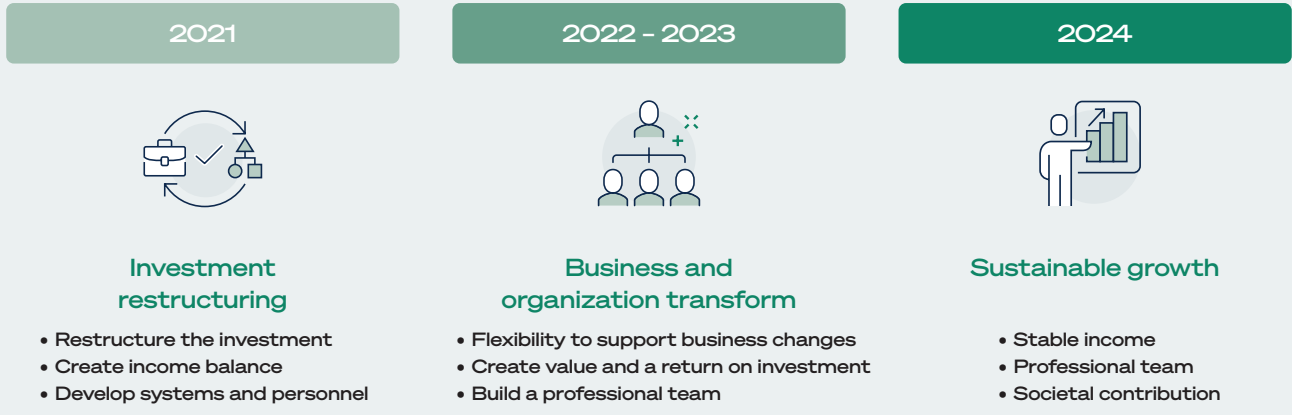 2021
Investment
restructuring
• Restructure the investment
• Create income balance
• Develop systems and personnel
2022 – 2023
Business and
organization transform
• Flexibility to support business changes
• Create value and a return on investment
• Build a professional team
2024
Sustainable growth
• Stable income
• Professional team
• Societal contribution